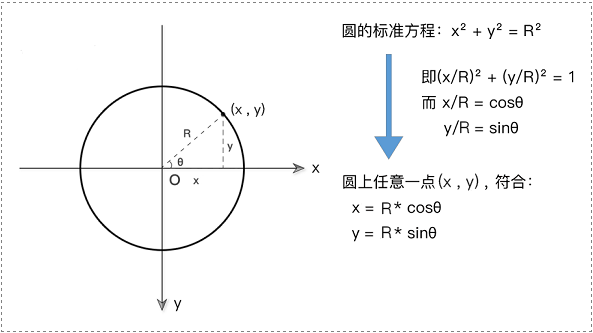 圆的标准方程：x² + y² = R²
即(x/R)² + (y/R)² = 1
而 x/R = cosθ
y/R = sinθ
圆上任意一点(x , y) , 符合：
x = R* cosθ
y = R* sinθ
(x , y)
R
y
θ
x
O x
y